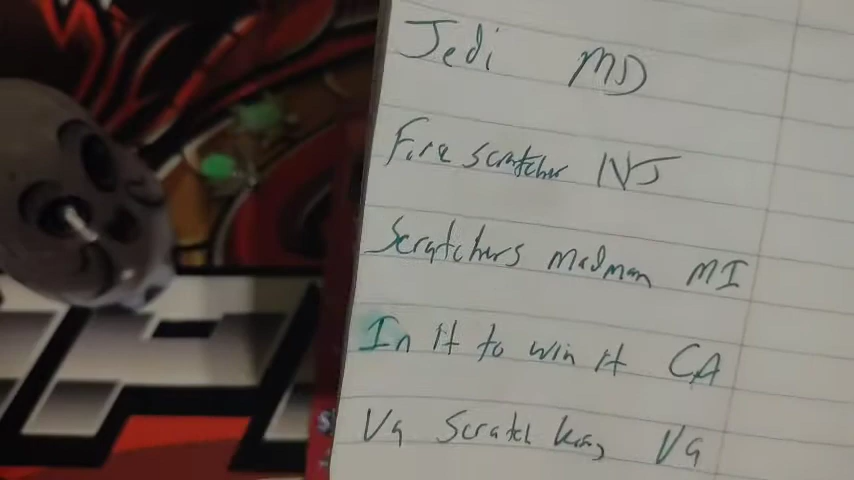 Jedi MD
Fire scratcher NJ
Scratchers madman MI
In it to win it CA
Va Scratch King Va